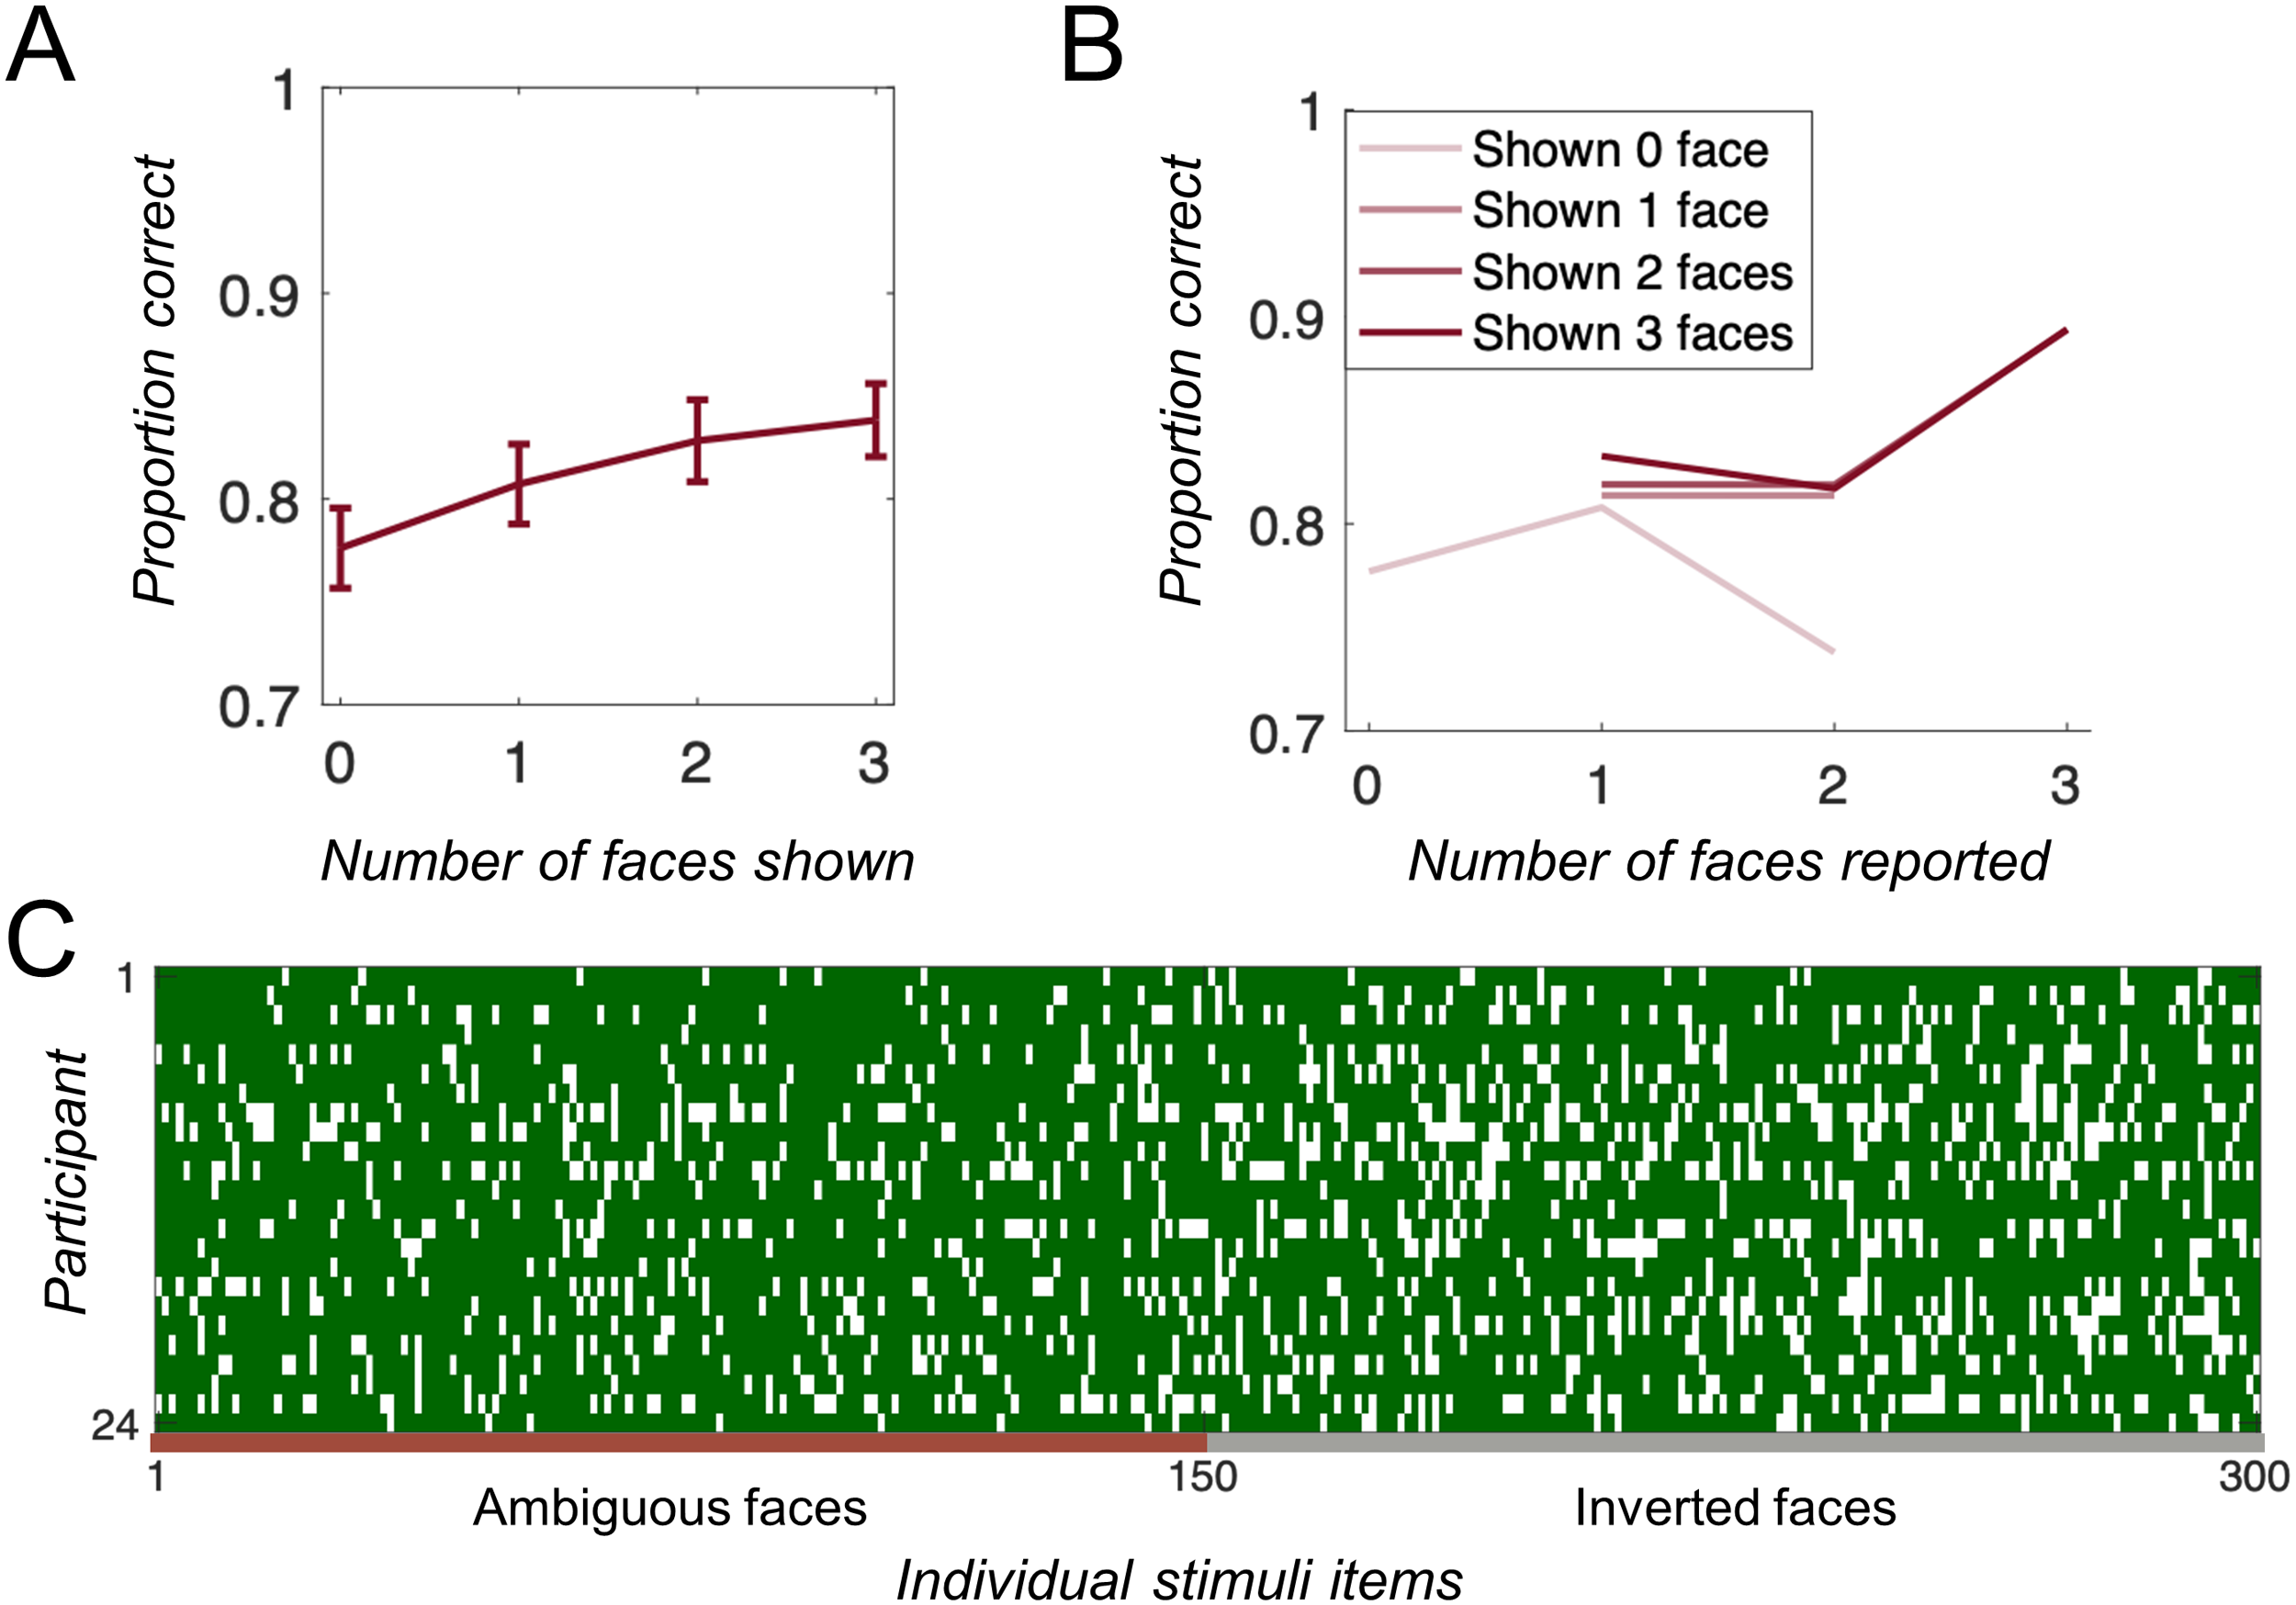 A
1
0.9
0.8
0.7
Proportion correct
0 1 2 3
Number of faces shown
B
1
0.9
0.8
0.7
Proportion correct
Shown 0 face
Shown 1 face
Shown 2 faces
Shown 3 faces
0 1 2 3
Number of faces reported
C
1
24
Participant
1 150 300
Ambiguous faces Inverted faces
Individual stimuli items